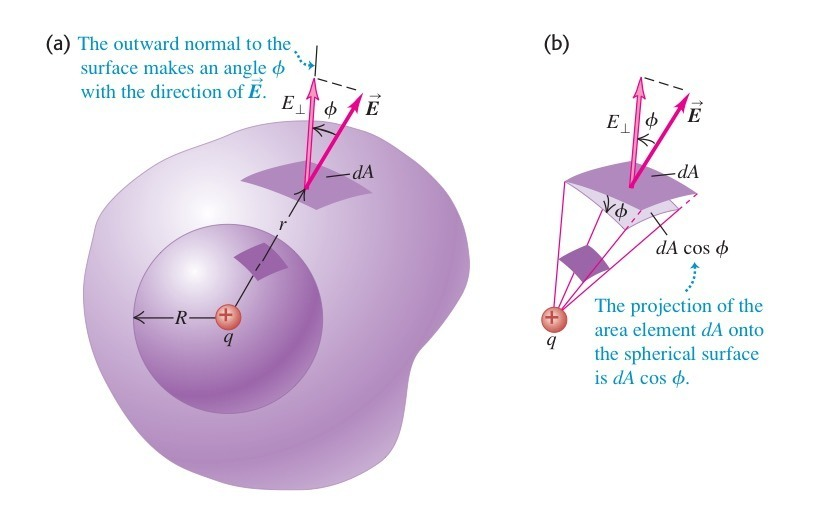 (a) The outward normal to the
surface makes an angle ϕ
with the direction of E⃗.
E⊥
ϕ
E⃗
dA
r
R
+
q
(b)
E⊥
ϕ
E⃗
dA
ϕ
dA cos ϕ
+
q
The projection of the
area element dA onto
the spherical surface
is dA cos ϕ.